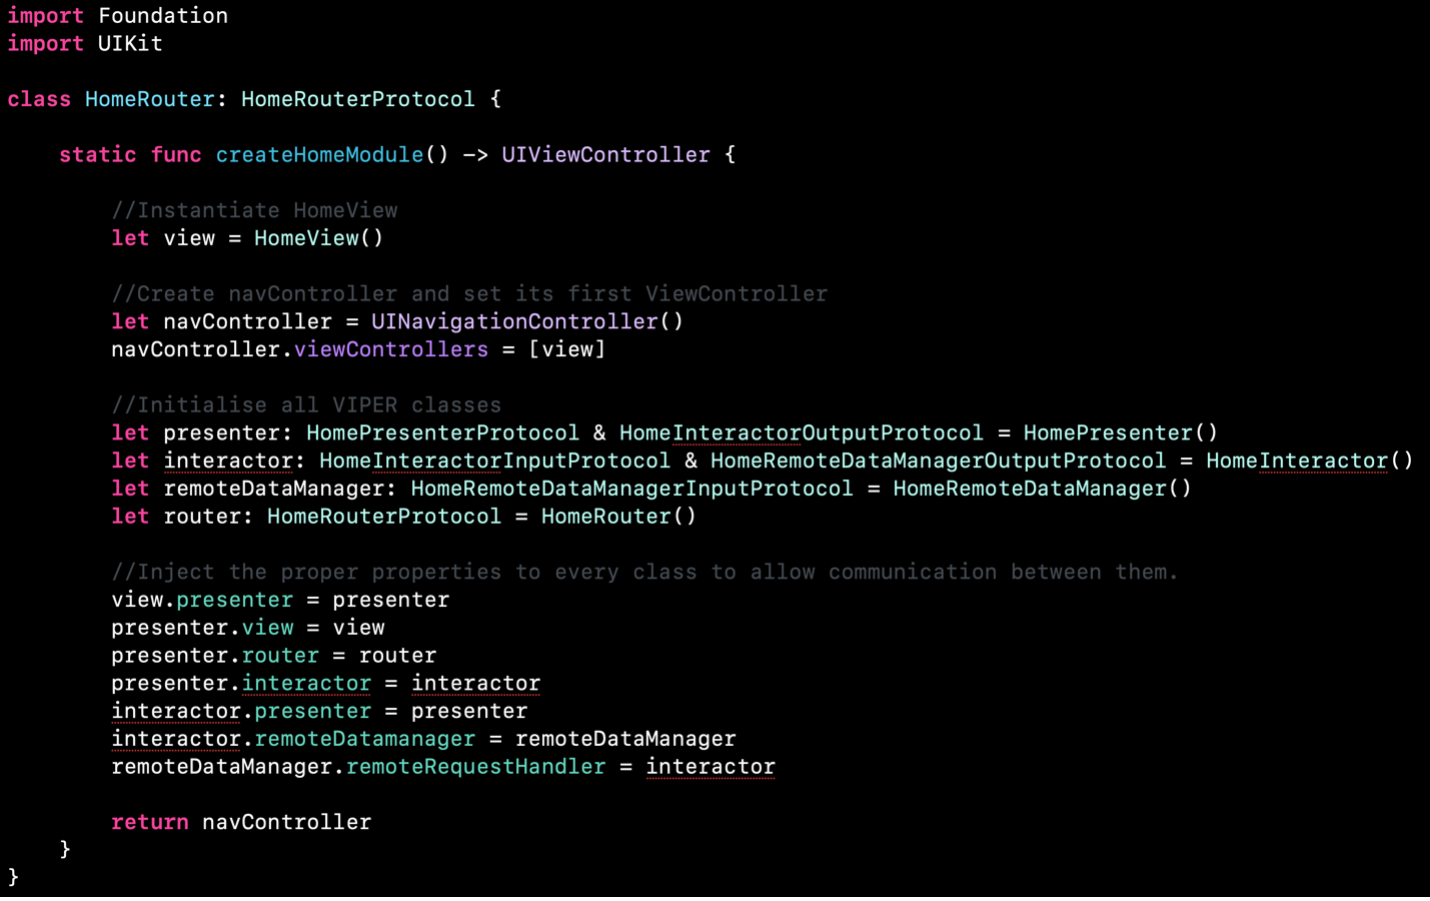 import Foundation
import UIKit
class HomeRouter: HomeRouterProtocol {
static func createHomeModule() -> UIViewController {
//Instantiate HomeView
let view = HomeView()
//Create navController and set its first ViewController
let navController = UINavigationController()
navController.viewControllers = [view]
//Initialise all VIPER classes
let presenter: HomePresenterProtocol & HomeInteractorOutputProtocol = HomePresenter()
let interactor: HomeInteractorInputProtocol & HomeRemoteDataManagerOutputProtocol = HomeInteractor()
let remoteDataManager: HomeRemoteDataManagerInputProtocol = HomeRemoteDataManager()
let router: HomeRouterProtocol = HomeRouter()
//Inject the proper properties to every class to allow communication between them.
view.presenter = presenter
presenter.view = view
presenter.router = router
presenter.interactor = interactor
interactor.presenter = presenter
interactor.remoteDatamanager = remoteDataManager
remoteDataManager.remoteRequestHandler = interactor
return navController
}
}